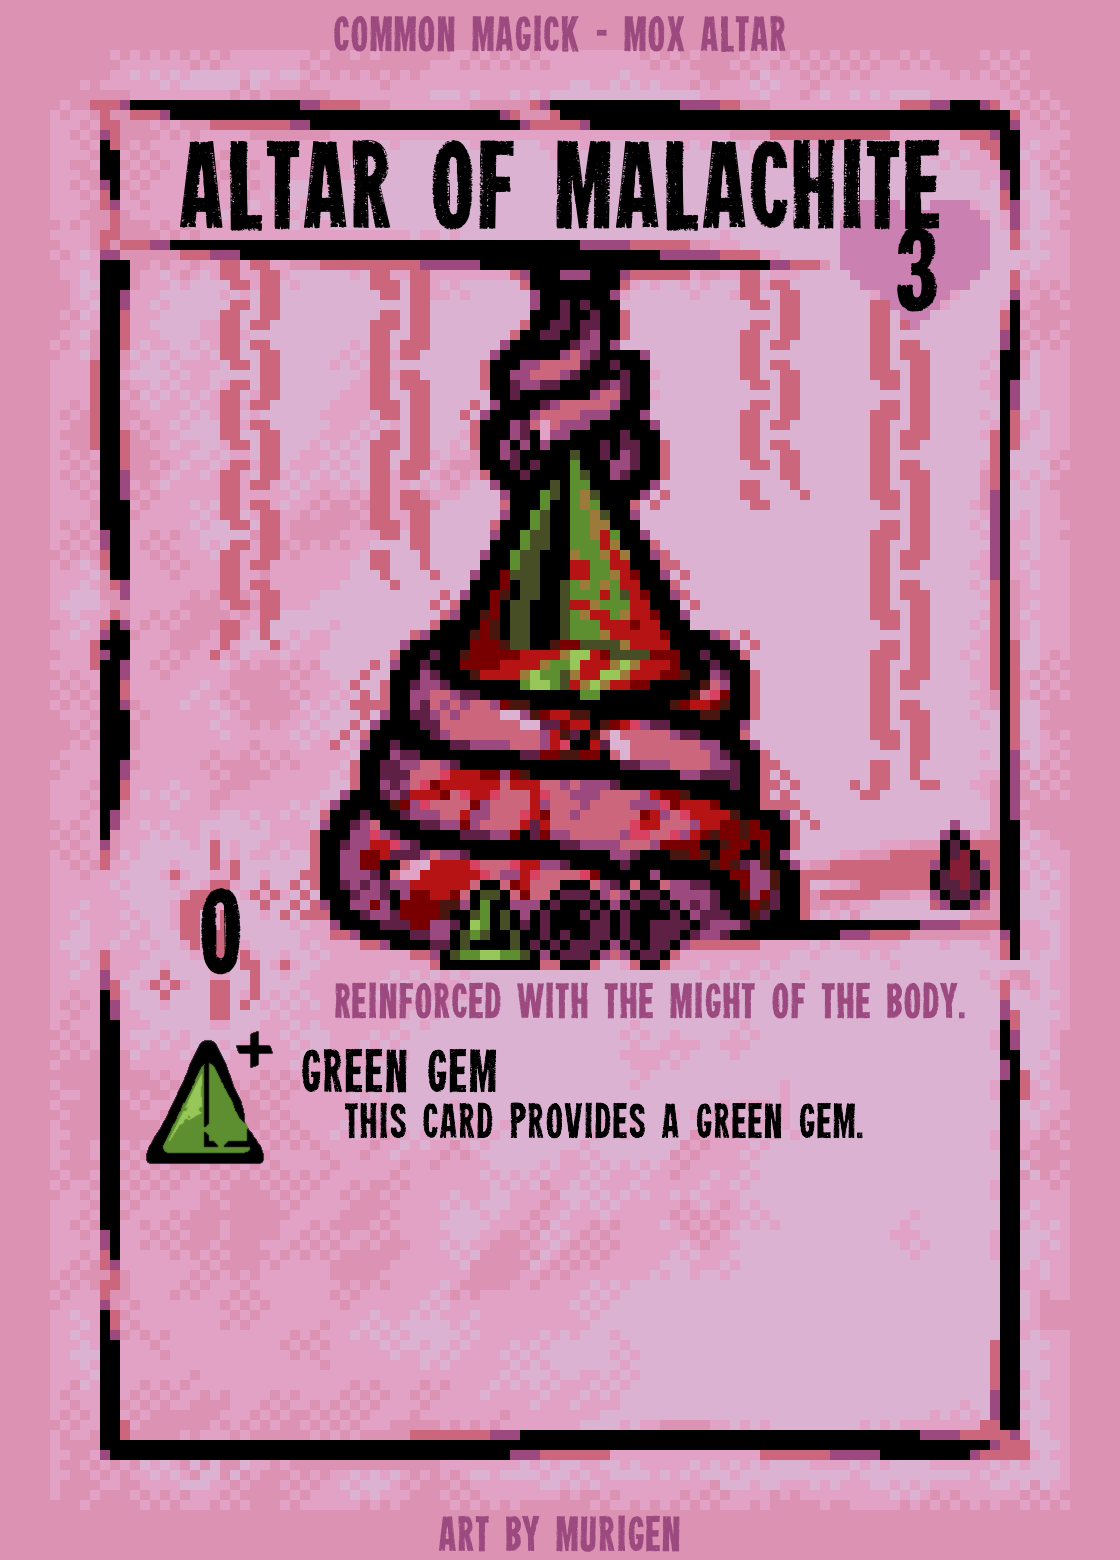 COMMON MAGICK - MOX ALTAR
ALTAR OF MALACHITE
3
0
REINFORCED WITH THE MIGHT OF THE BODY.
+
GREEN GEM
THIS CARD PROVIDES A GREEN GEM.
ART BY MURIGEN